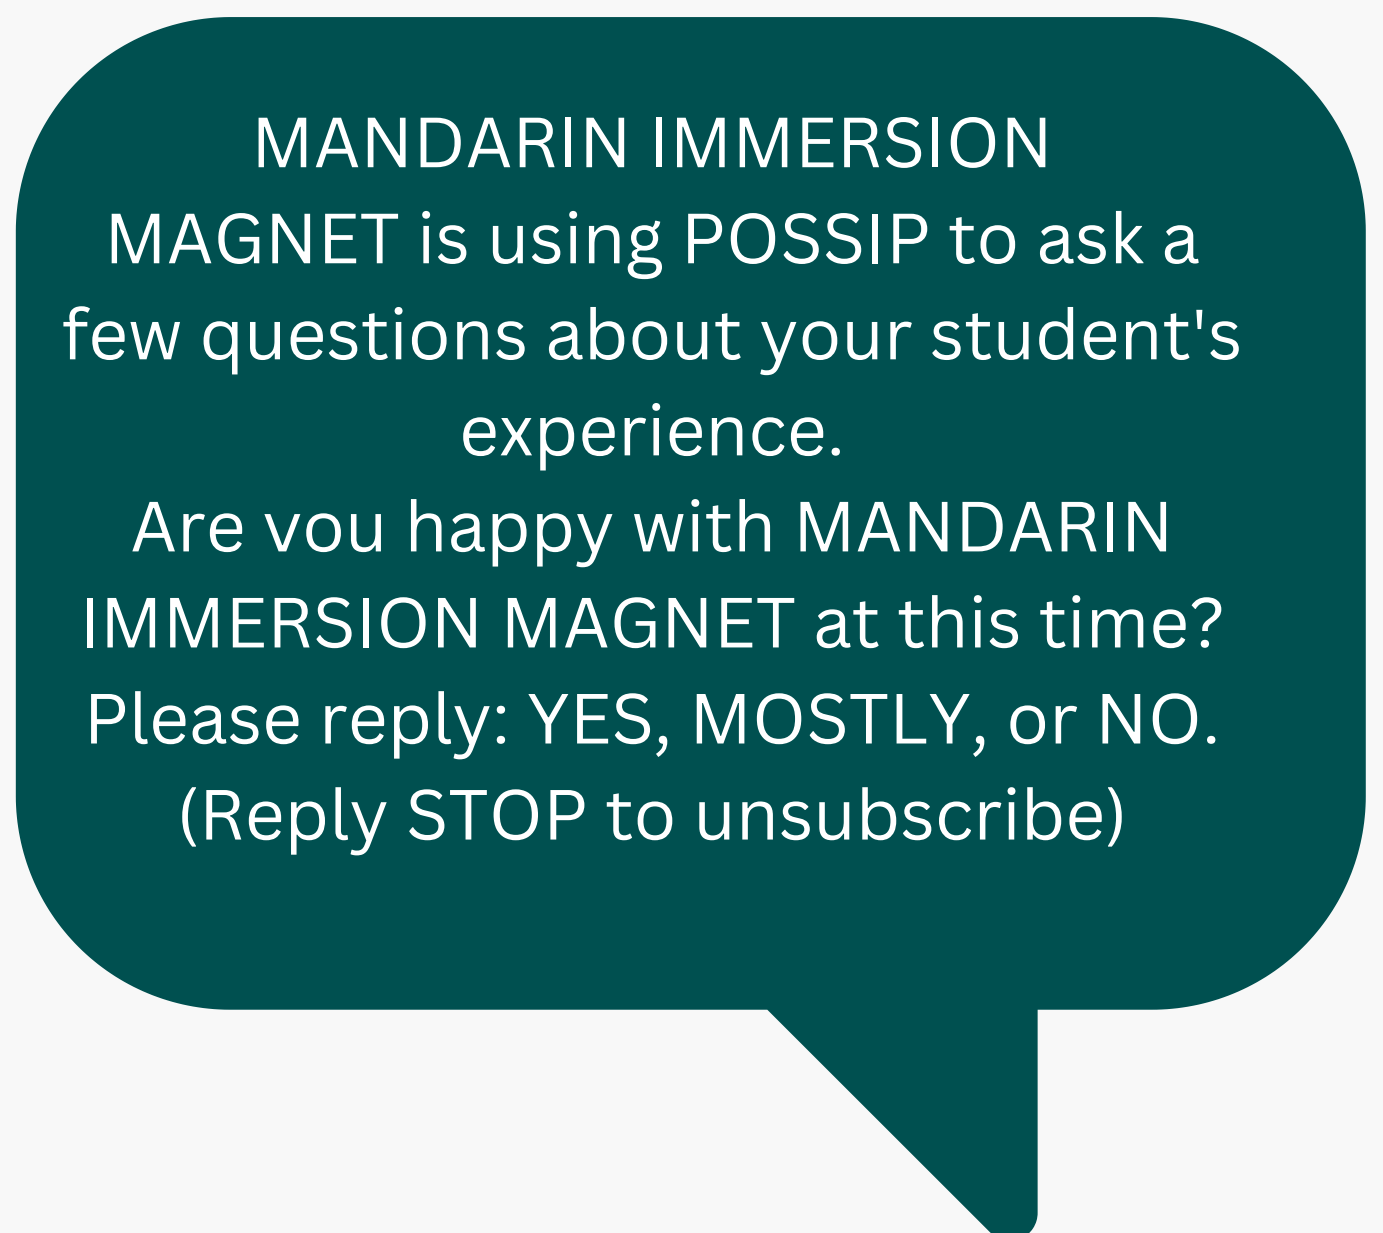 MANDARIN IMMERSION
MAGNET is using POSSIP to ask a
few questions about your student's
experience.
Are vou happy with MANDARIN
IMMERSION MAGNET at this time?
Please reply: YES, MOSTLY, or NO.
(Reply STOP to unsubscribe)